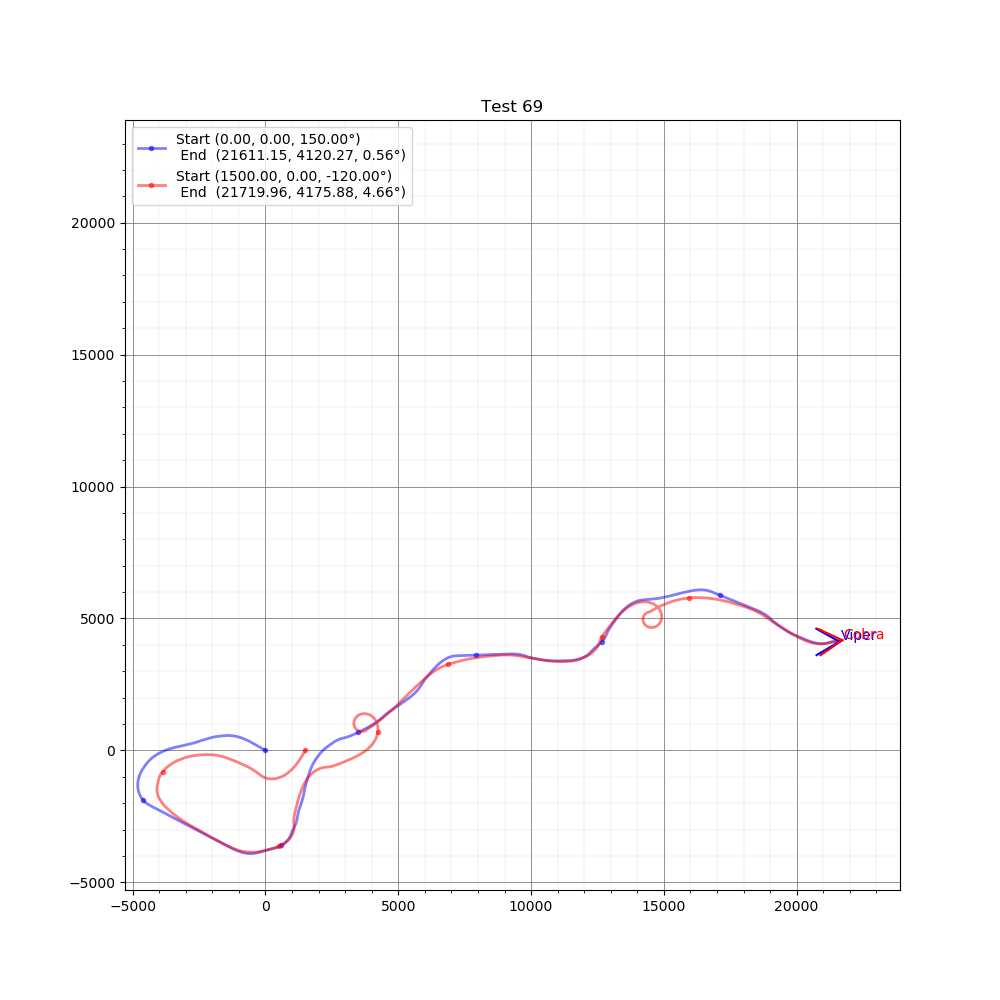 Test 69
Start (0.00, 0.00, 150.00°)
End  (21611.15, 4120.27, 0.56°)
Start (1500.00, 0.00, -120.00°)
End  (21719.96, 4175.88, 4.66°)
20000
15000
10000
5000
0
−5000
Viper
Cobra
−5000 0 5000 10000 15000 20000